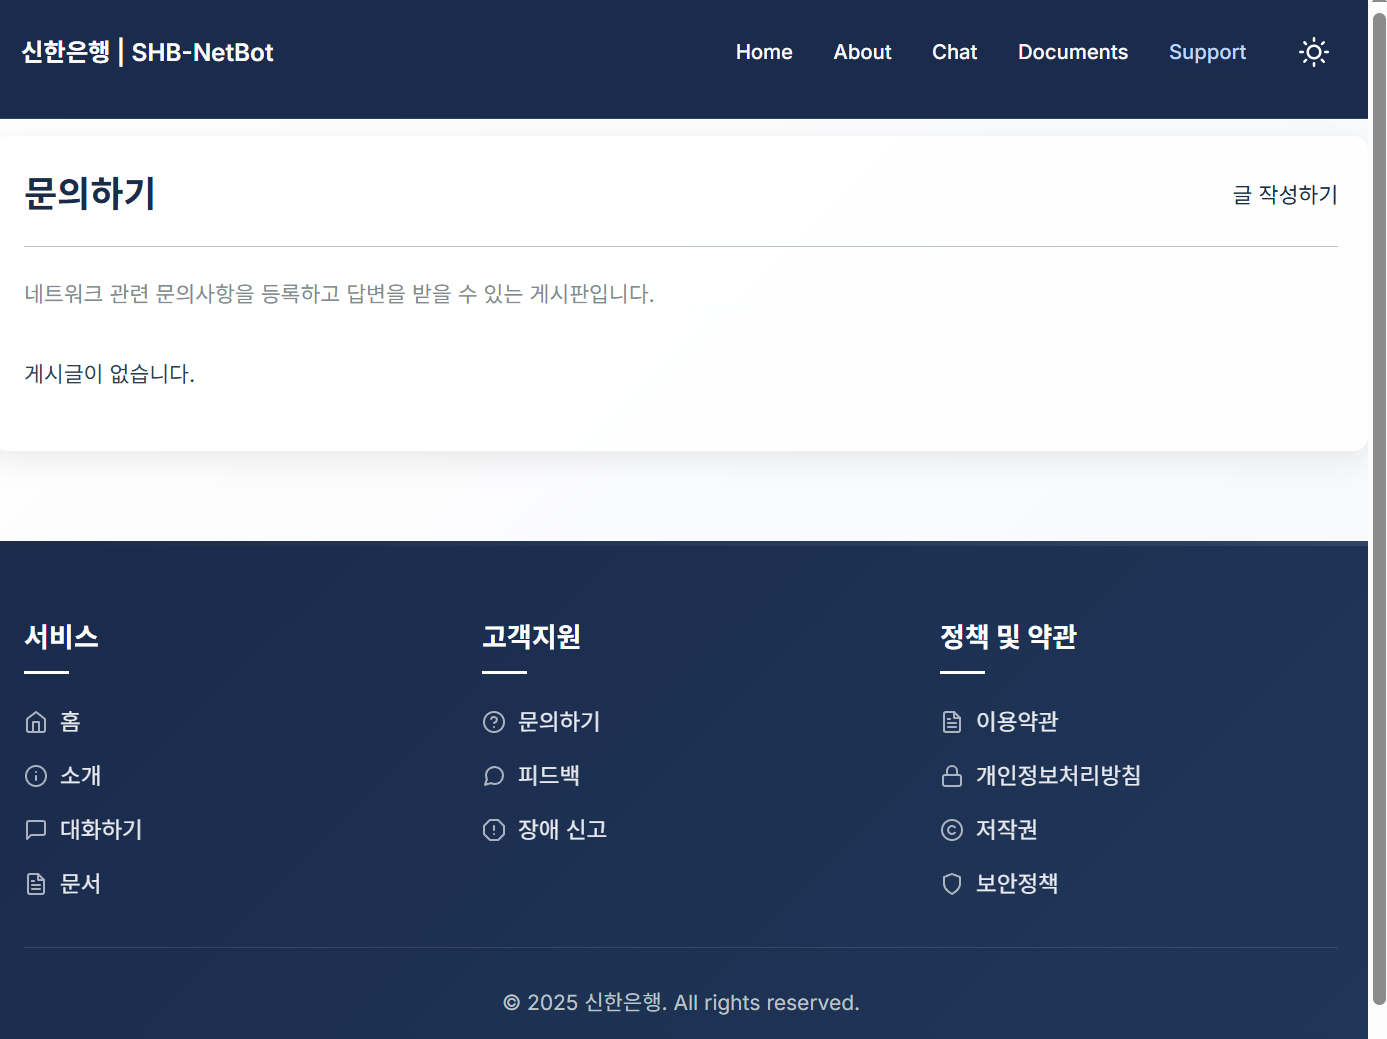 신한은행 | SHB-NetBot
Home About Chat Documents Support
문의하기
글 작성하기
네트워크 관련 문의사항을 등록하고 답변을 받을 수 있는 게시판입니다.
게시글이 없습니다.
서비스
홈
소개
대화하기
문서
고객지원
문의하기
피드백
장애 신고
정책 및 약관
이용약관
개인정보처리방침
저작권
보안정책
© 2025 신한은행. All rights reserved.